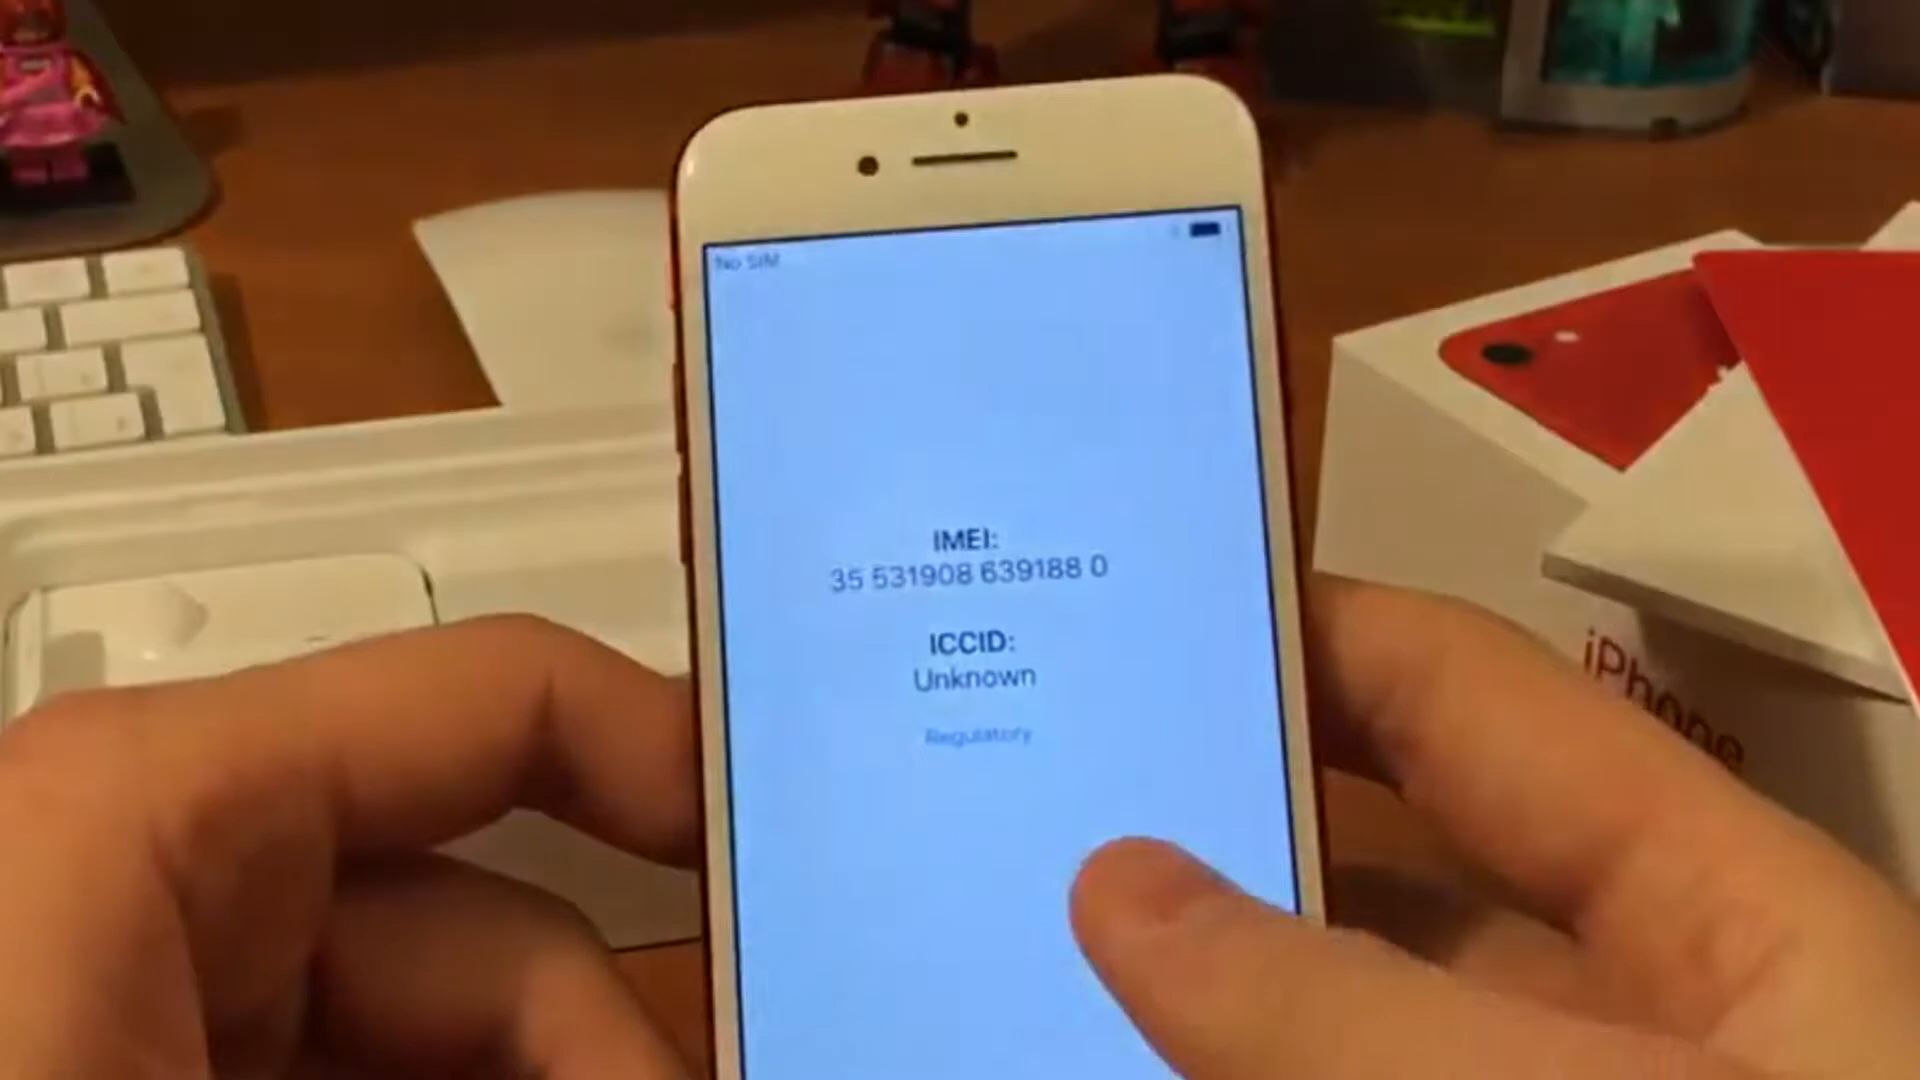 No SIM
IMEI:
35 531908 639188 0
ICCID:
Unknown
Regulatory
iPhone